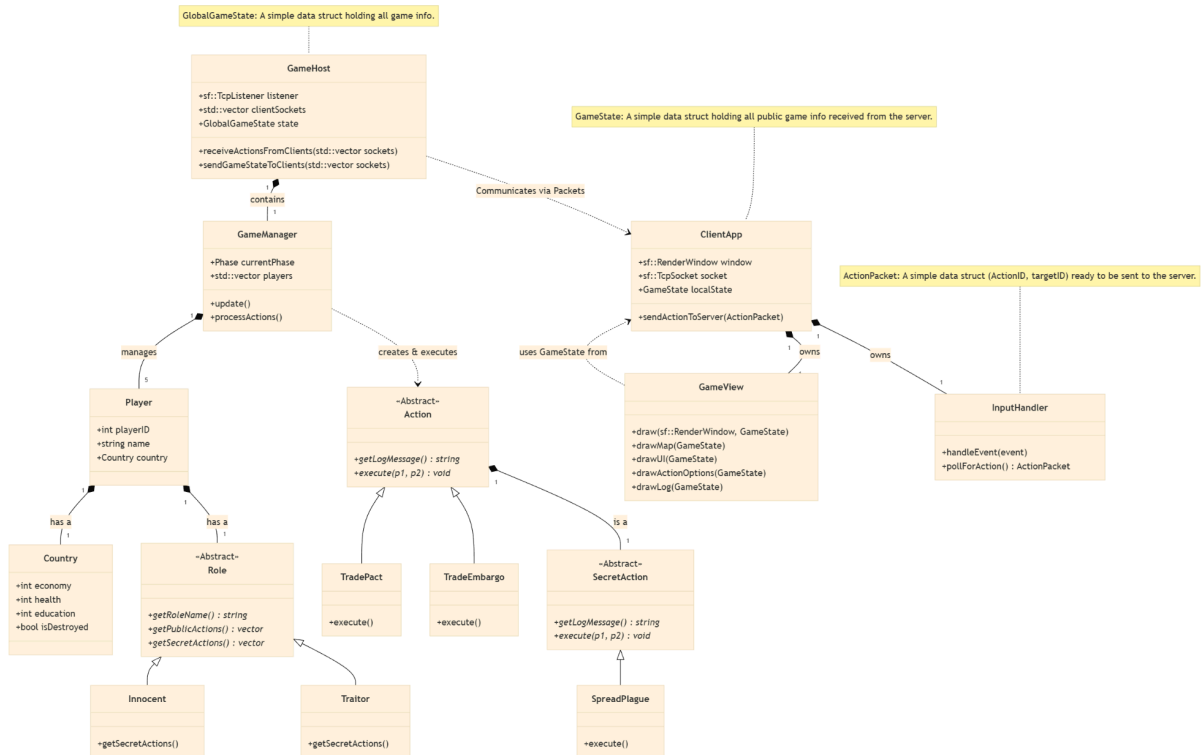 GlobalGameState: A simple data struct holding all game info.
GameHost
+sf::TcpListener listener
+std::vector clientSockets
+GlobalGameState state
+receiveActionsFromClients(std::vector sockets)
+sendGameStateToClients(std::vector sockets)
GameState: A simple data struct holding all public game info received from the server.
1
contains
1
Communicates via Packets
GameManager
+Phase currentPhase
+std::vector players
+update()
+processActions()
ClientApp
+sf::RenderWindow window
+sf::TcpSocket socket
+GameState localState
+sendActionToServer(ActionPacket)
ActionPacket: A simple data struct (ActionID, targetID) ready to be sent to the server.
1
manages
5
creates & executes
uses GameState from
1
owns
1
owns
1
Player
+int playerID
+string name
+Country country
«Abstract»
Action
+getLogMessage() : string
+execute(p1, p2) : void
GameView
+draw(sf::RenderWindow, GameState)
+drawMap(GameState)
+drawUI(GameState)
+drawActionOptions(GameState)
+drawLog(GameState)
InputHandler
+handleEvent(event)
+pollForAction() : ActionPacket
1
has a
1
1
has a
1
1
is a
1
Country
+int economy
+int health
+int education
+bool isDestroyed
«Abstract»
Role
+getRoleName() : string
+getPublicActions() : vector
+getSecretActions() : vector
TradePact
+execute()
TradeEmbargo
+execute()
«Abstract»
SecretAction
+getLogMessage() : string
+execute(p1, p2) : void
Innocent
+getSecretActions()
Traitor
+getSecretActions()
SpreadPlague
+execute()